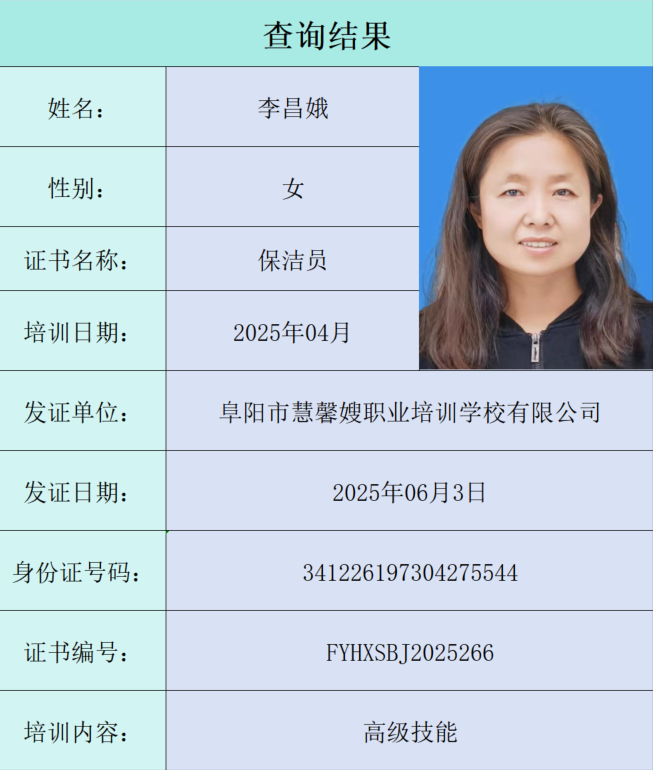 查询结果
姓名： 李昌娥
性别： 女
证书名称： 保洁员
培训日期： 2025年04月
发证单位： 阜阳市慧馨嫂职业培训学校有限公司
发证日期： 2025年06月3日
身份证号码： 341226197304275544
证书编号： FYHXSBJ2025266
培训内容： 高级技能